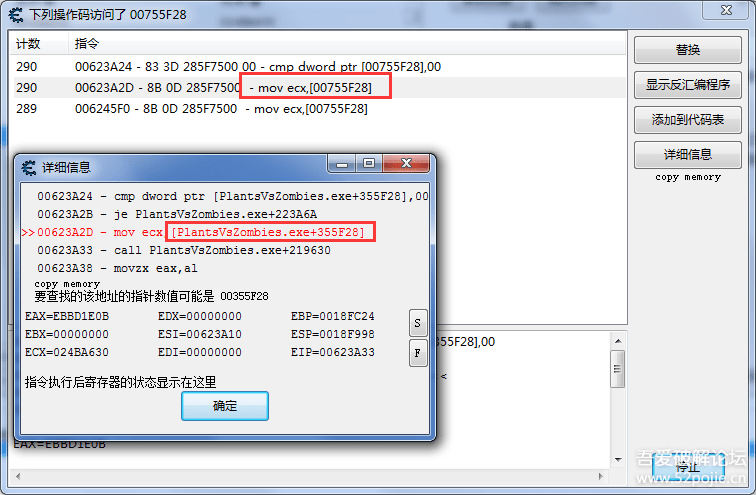 下列操作码访问了 00755F28
计数 指令
290 00623A24 - 83 3D 285F7500 00 - cmp dword ptr [00755F28],00
290 00623A2D - 8B 0D 285F7500 - mov ecx,[00755F28]
289 006245F0 - 8B 0D 285F7500 - mov ecx,[00755F28]
替换
显示反汇编程序
添加到代码表
详细信息
copy memory
详细信息
00623A24 - cmp dword ptr [PlantsVsZombies.exe+355F28],00
00623A2B - je PlantsVsZombies.exe+223A6A
>>00623A2D - mov ecx,[PlantsVsZombies.exe+355F28]
00623A33 - call PlantsVsZombies.exe+219630
00623A38 - movzx eax,al
copy memory
要查找的该地址的指针数值可能是 00355F28
EAX=EBBD1E0B EDX=00000000 EBP=0018FC24
EBX=00000000 ESI=00623A10 ESP=0018F998
ECX=024BA630 EDI=00000000 EIP=00623A33
S
F
指令执行后寄存器的状态显示在这里
确定
355F28],00
<
EAX=EBBD1E0B
停止
吾爱破解论坛
www.52pojie.cn